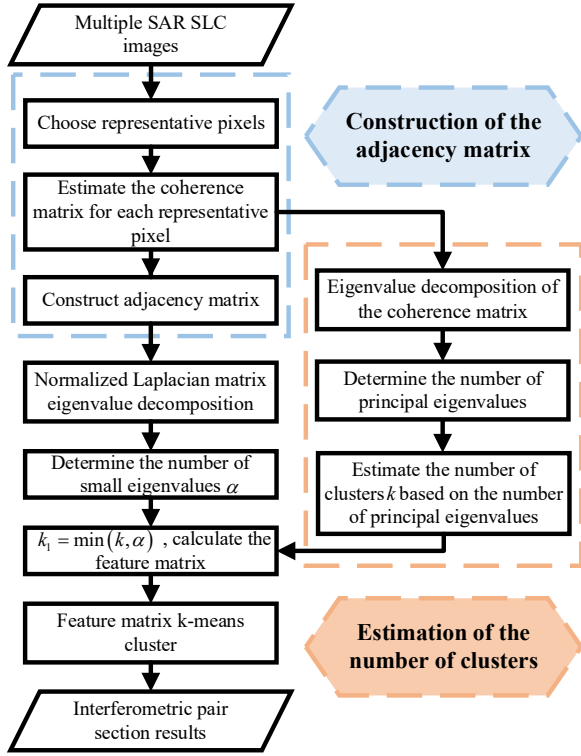 Multiple SAR SLC
images
Choose representative pixels
Estimate the coherence
matrix for each representative
pixel
Construct adjacency matrix
Normalized Laplacian matrix
eigenvalue decomposition
Determine the number of
small eigenvalues α
k₁ = min(k,α) , calculate the
feature matrix
Feature matrix k-means
cluster
Interferometric pair
section results
Construction of the
adjacency matrix
Eigenvalue decomposition of
the coherence matrix
Determine the number of
principal eigenvalues
Estimate the number of
clusters k based on the number
of principal eigenvalues
Estimation of the
number of clusters